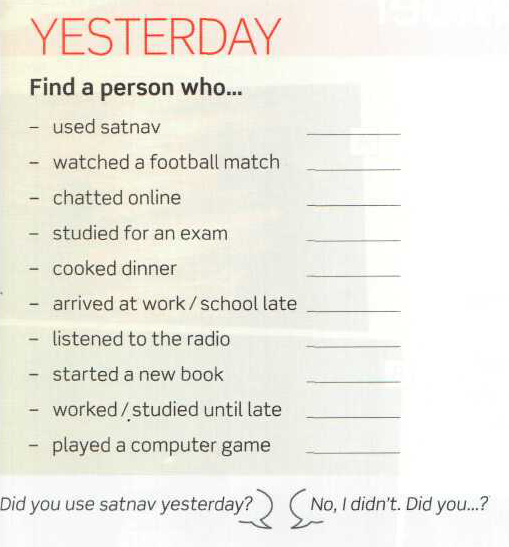 YESTERDAY
Find a person who...
– used satnav
– watched a football match
– chatted online
– studied for an exam
– cooked dinner
– arrived at work / school late
– listened to the radio
– started a new book
– worked / studied until late
– played a computer game
Did you use satnav yesterday?
No, I didn't. Did you...?